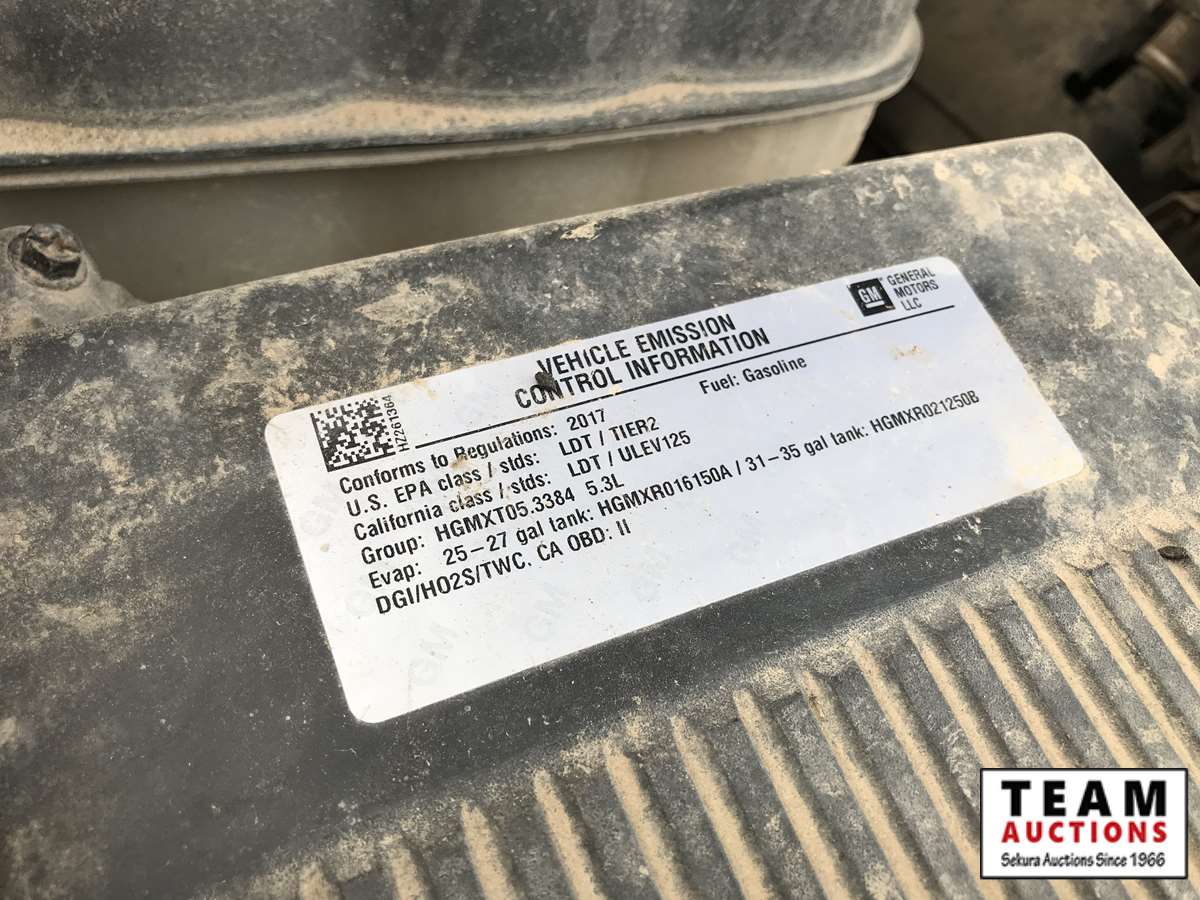 VEHICLE EMISSION
CONTROL INFORMATION
GM
GENERAL
MOTORS
LLC
HZ261364
Conforms to Regulations: 2017
Fuel: Gasoline
U.S. EPA class / stds: LDT / TIER2
California class / stds: LDT / ULEV125
Group: HGMXT05.3384 5.3L
Evap: 25-27 gal tank: HGMXR016150A / 31-35 gal tank: HGMXR021250B
DGI/HO2S/TWC. CA OBD: II
TEAM
AUCTIONS
Sekura Auctions Since 1966